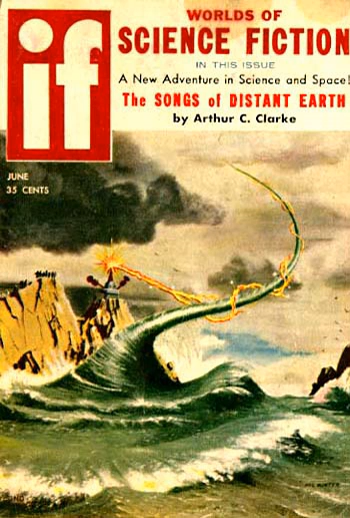 if
WORLDS OF
SCIENCE FICTION
IN THIS ISSUE
A New Adventure in Science and Space!
The SONGS of DISTANT EARTH
by Arthur C. Clarke
JUNE
35 CENTS